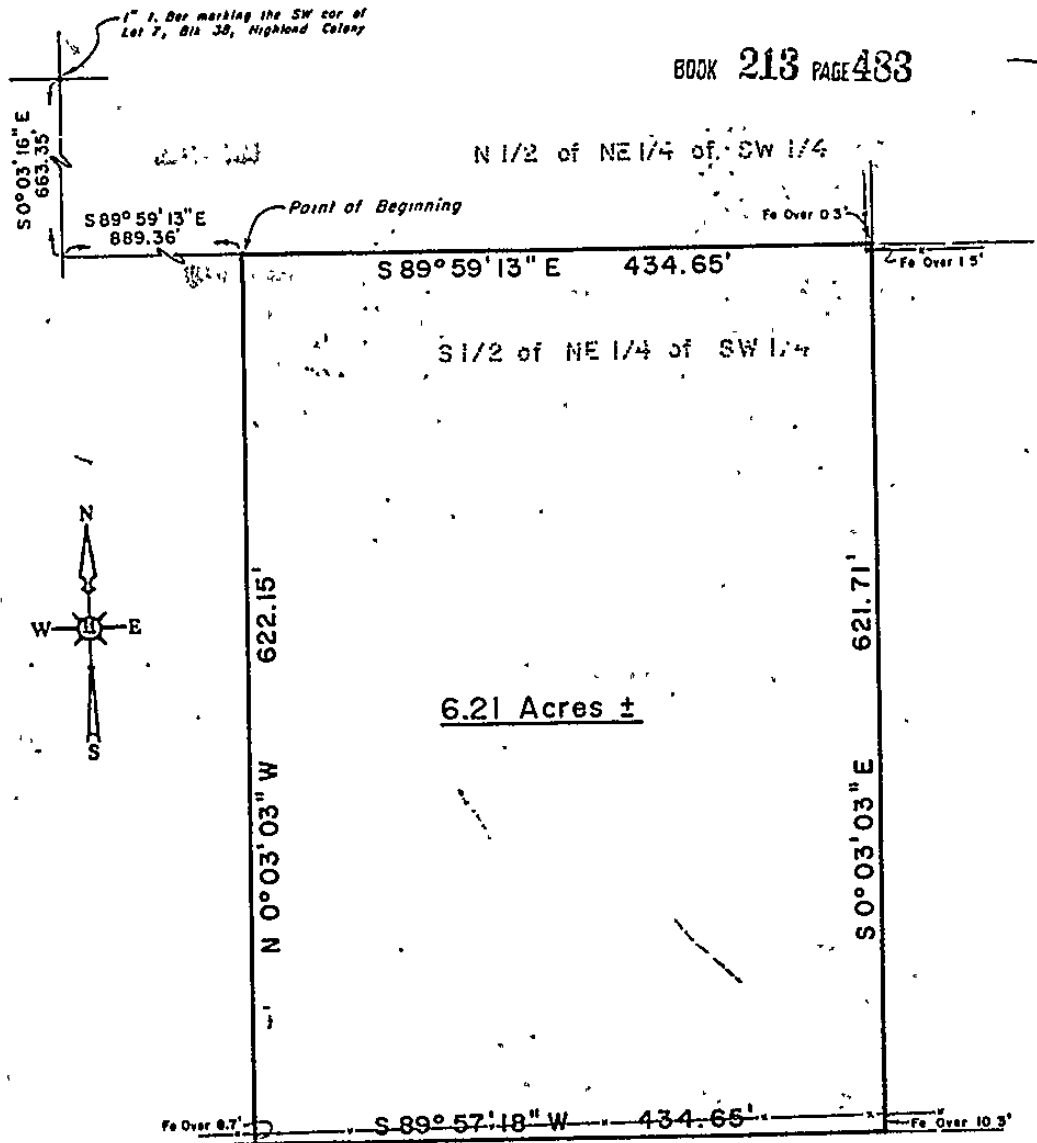 1" I. Bar marking the SW cor of
Lot 7, Blk 38, Highland Colony
BOOK 213 PAGE 483
S 0° 03' 16" E
663.35'
N 1/2 of NE 1/4 of SW 1/4
S 89° 59' 13" E
889.36'
Point of Beginning
Fe Over 0.3'
Fe Over 1.5'
S 89° 59' 13" E 434.65'
S 1/2 of NE 1/4 of SW 1/4
N
W 11 E
S
622.15'
N 0° 03' 03" W
621.71'
S 0° 03' 03" E
6.21 Acres ±
Fe Over 8.7'
S 89° 57' 18" W 434.65'
Fe Over 10.3'